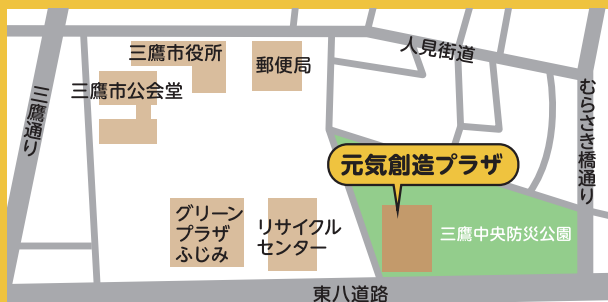 人見街道
三鷹市役所
郵便局
三鷹市公会堂
三鷹通り
むらさき橋通り
元気創造プラザ
グリーン
プラザ
ふじみ
リサイクル
センター
三鷹中央防災公園
東八道路